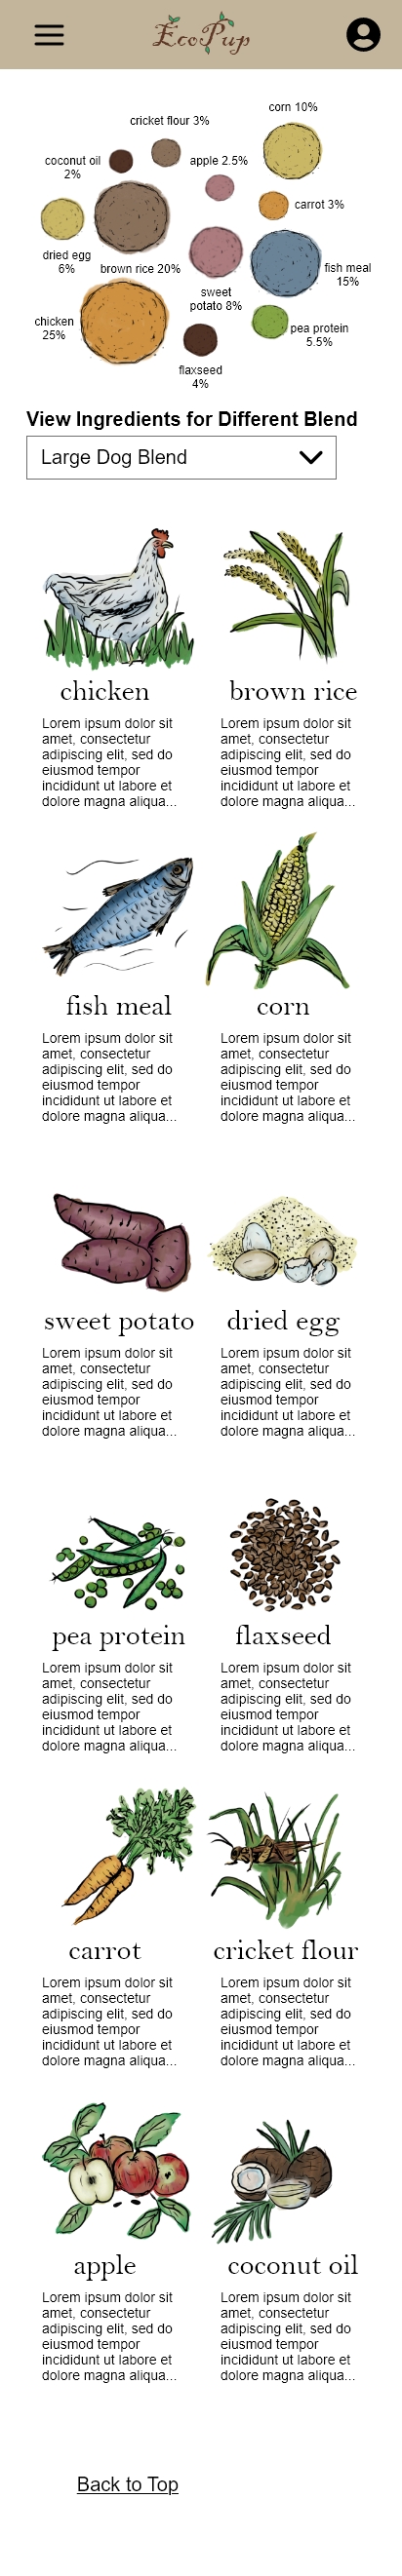 EcoPup
corn 10%
cricket flour 3%
coconut oil
2%
apple 2.5%
carrot 3%
dried egg
6%
brown rice 20%
fish meal
15%
sweet
potato 8%
chicken
25%
pea protein
5.5%
flaxseed
4%
View Ingredients for Different Blend
Large Dog Blend
chicken
Lorem ipsum dolor sit
amet, consectetur
adipiscing elit, sed do
eiusmod tempor
incididunt ut labore et
dolore magna aliqua...
brown rice
Lorem ipsum dolor sit
amet, consectetur
adipiscing elit, sed do
eiusmod tempor
incididunt ut labore et
dolore magna aliqua...
fish meal
Lorem ipsum dolor sit
amet, consectetur
adipiscing elit, sed do
eiusmod tempor
incididunt ut labore et
dolore magna aliqua...
corn
Lorem ipsum dolor sit
amet, consectetur
adipiscing elit, sed do
eiusmod tempor
incididunt ut labore et
dolore magna aliqua...
sweet potato
Lorem ipsum dolor sit
amet, consectetur
adipiscing elit, sed do
eiusmod tempor
incididunt ut labore et
dolore magna aliqua...
dried egg
Lorem ipsum dolor sit
amet, consectetur
adipiscing elit, sed do
eiusmod tempor
incididunt ut labore et
dolore magna aliqua...
pea protein
Lorem ipsum dolor sit
amet, consectetur
adipiscing elit, sed do
eiusmod tempor
incididunt ut labore et
dolore magna aliqua...
flaxseed
Lorem ipsum dolor sit
amet, consectetur
adipiscing elit, sed do
eiusmod tempor
incididunt ut labore et
dolore magna aliqua...
carrot
Lorem ipsum dolor sit
amet, consectetur
adipiscing elit, sed do
eiusmod tempor
incididunt ut labore et
dolore magna aliqua...
cricket flour
Lorem ipsum dolor sit
amet, consectetur
adipiscing elit, sed do
eiusmod tempor
incididunt ut labore et
dolore magna aliqua...
apple
Lorem ipsum dolor sit
amet, consectetur
adipiscing elit, sed do
eiusmod tempor
incididunt ut labore et
dolore magna aliqua...
coconut oil
Lorem ipsum dolor sit
amet, consectetur
adipiscing elit, sed do
eiusmod tempor
incididunt ut labore et
dolore magna aliqua...
Back to Top